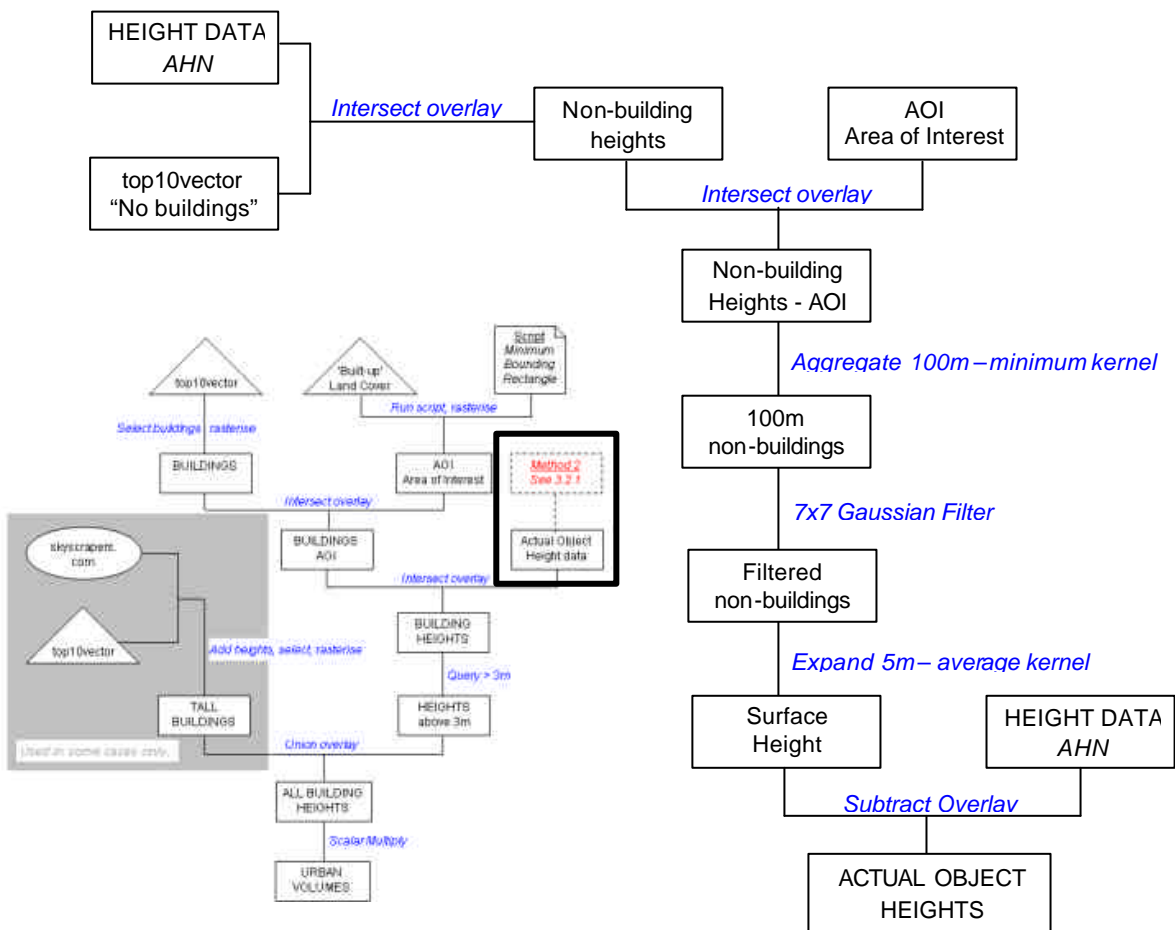 HEIGHT DATA
AHN
Intersect overlay
Non-building
heights
AOI
Area of Interest
top10vector
“No buildings”
Intersect overlay
Non-building
Heights - AOI
Aggregate 100m – minimum kernel
100m
non-buildings
7x7 Gaussian Filter
Filtered
non-buildings
Expand 5m – average kernel
Surface
Height
HEIGHT DATA
AHN
Subtract Overlay
ACTUAL OBJECT
HEIGHTS
top10vector
'Built-up'
Land Cover
Script
Minimum
Bounding
Rectangle
Select buildings, rasterise
Run script, rasterise
BUILDINGS
AOI
Area of Interest
Method 2
See 3.2.1
Intersect overlay
skyscrapers.
com
BUILDINGS
AOI
Actual Object
Height data
Intersect overlay
top10vector
Add heights, select, rasterise
BUILDING
HEIGHTS
Query > 3m
TALL
BUILDINGS
HEIGHTS
above 3m
Used in some cases only.
Union overlay
ALL BUILDING
HEIGHTS
Scalar Multiply
URBAN
VOLUMES